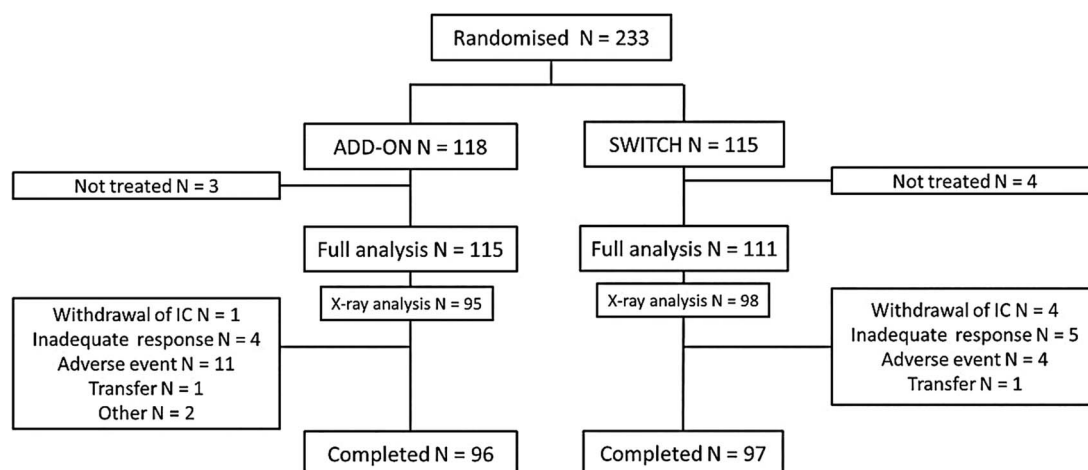 Randomised N = 233
ADD-ON N = 118
SWITCH N = 115
Not treated N = 3
Not treated N = 4
Full analysis N = 115
Full analysis N = 111
X-ray analysis N = 95
X-ray analysis N = 98
Withdrawal of IC N = 1
Inadequate response N = 4
Adverse event N = 11
Transfer N = 1
Other N = 2
Withdrawal of IC N = 4
Inadequate response N = 5
Adverse event N = 4
Transfer N = 1
Completed N = 96
Completed N = 97